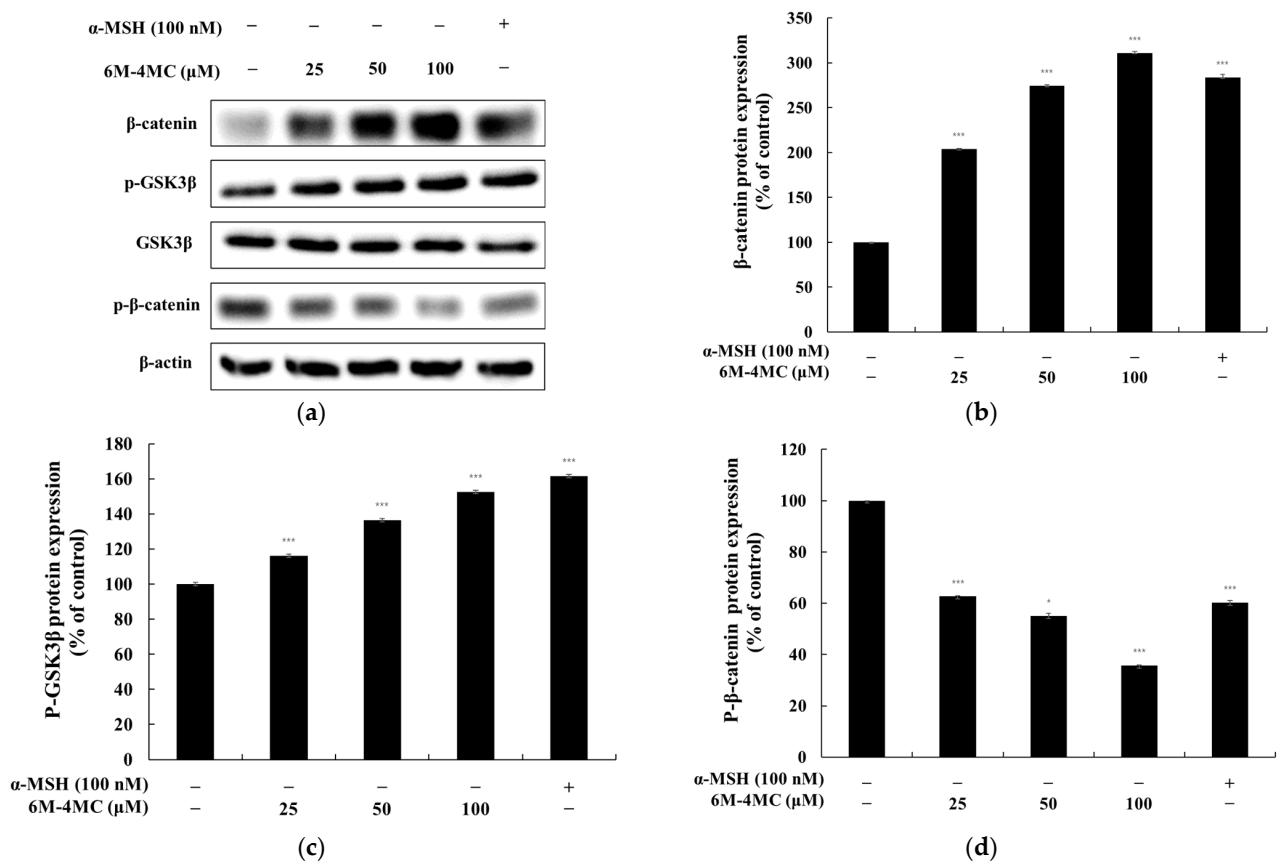 α-MSH (100 nM) – – – – +
6M-4MC (μM) – 25 50 100 –
β-catenin
p-GSK3β
GSK3β
p-β-catenin
β-actin
(a)
β-catenin protein expression
(% of control)
350
300
250
200
150
100
50
0
***
***
***
***
α-MSH (100 nM) – – – – +
6M-4MC (μM) – 25 50 100 –
(b)
P-GSK3β protein expression
(% of control)
180
160
140
120
100
80
60
40
20
0
***
***
***
***
α-MSH (100 nM) – – – – +
6M-4MC (μM) – 25 50 100 –
(c)
P-β-catenin protein expression
(% of control)
120
100
80
60
40
20
0
***
*
***
***
α-MSH (100 nM) – – – – +
6M-4MC (μM) – 25 50 100 –
(d)